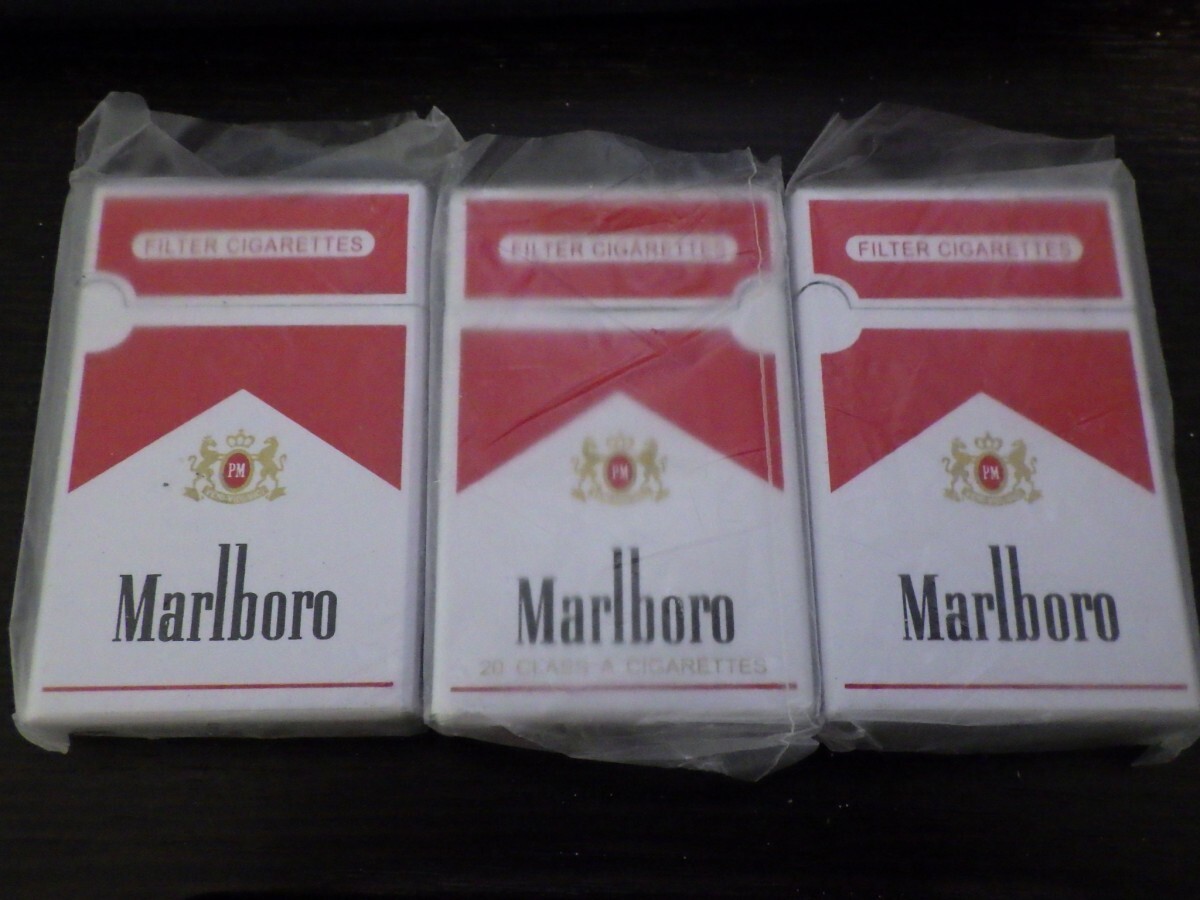 FILTER CIGARETTES
PM
Marlboro
FILTER CIGARETTES
PM
Marlboro
20 CLASS A CIGARETTES
FILTER CIGARETTES
PM
Marlboro